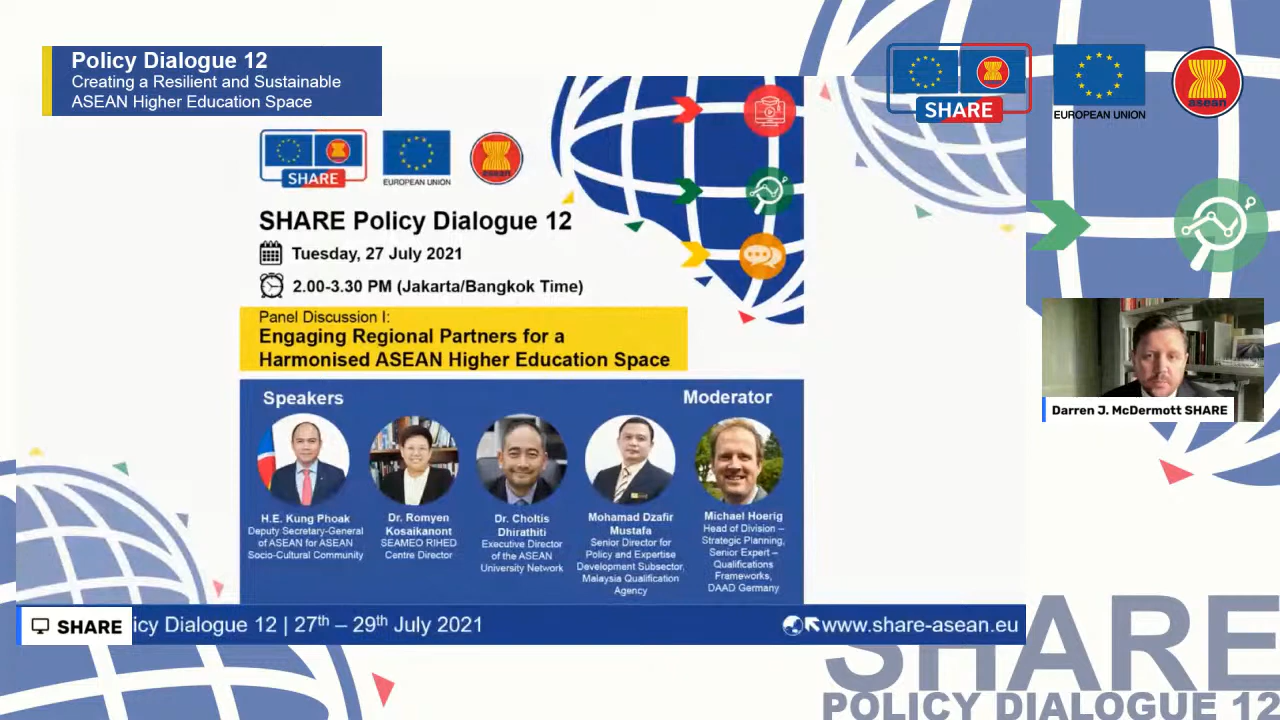 Policy Dialogue 12
Creating a Resilient and Sustainable
ASEAN Higher Education Space
SHARE
EUROPEAN UNION
asean
SHARE
EUROPEAN UNION
asean
SHARE Policy Dialogue 12
Tuesday, 27 July 2021
2.00-3.30 PM (Jakarta/Bangkok Time)
Panel Discussion I:
Engaging Regional Partners for a
Harmonised ASEAN Higher Education Space
Speakers
Moderator
H.E. Kung Phoak
Deputy Secretary-General
of ASEAN for ASEAN
Socio-Cultural Community
Dr. Romyen
Kosaikanont
SEAMEO RIHED
Centre Director
Dr. Choltis
Dhirathiti
Executive Director
of the ASEAN
University Network
Mohamad Dzafir
Mustafa
Senior Director for
Policy and Expertise
Development Subsector,
Malaysia Qualification
Agency
Michael Hoerig
Head of Division –
Strategic Planning,
Senior Expert –
Qualifications
Frameworks,
DAAD Germany
Darren J. McDermott SHARE
SHARE
icy Dialogue 12 | 27th – 29th July 2021
www.share-asean.eu
SHARE
POLICY DIALOGUE 12